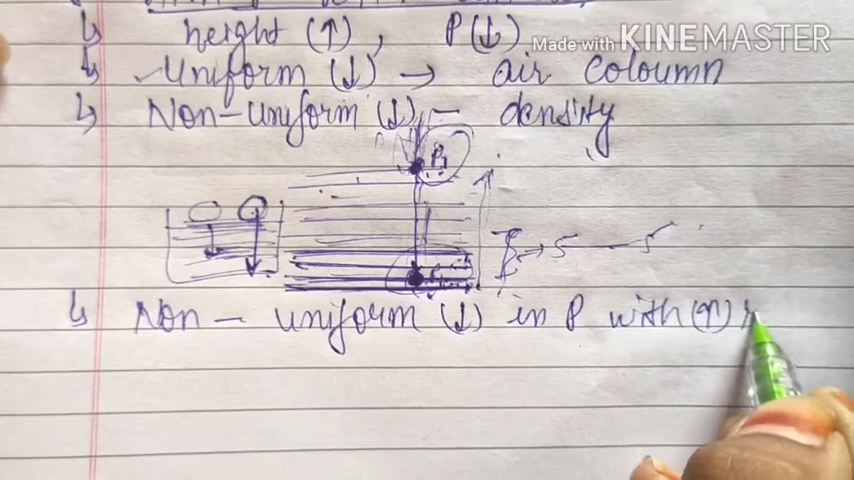 ↳ height (↑), P(↓)
Made with KINEMASTER
↳ Uniform (↓) → air coloumn
↳ Non-uniform (↓) - density
P₁
↳ Non - uniform (↓) in P with (↑)